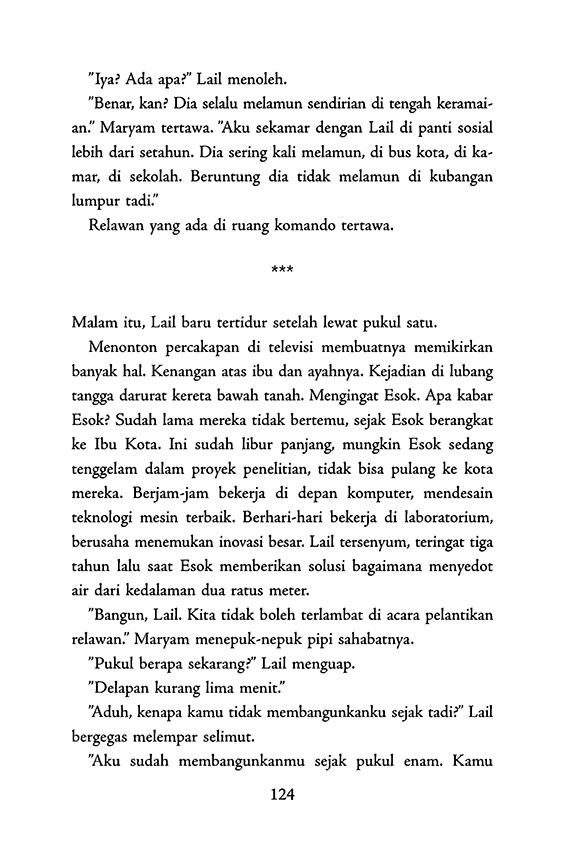 ”Iya? Ada apa?” Lail menoleh.
”Benar, kan? Dia selalu melamun sendirian di tengah keramai-
an.” Maryam tertawa. ”Aku sekamar dengan Lail di panti sosial
lebih dari setahun. Dia sering kali melamun, di bus kota, di ka-
mar, di sekolah. Beruntung dia tidak melamun di kubangan
lumpur tadi.”
Relawan yang ada di ruang komando tertawa.
***
Malam itu, Lail baru tertidur setelah lewat pukul satu.
Menonton percakapan di televisi membuatnya memikirkan
banyak hal. Kenangan atas ibu dan ayahnya. Kejadian di lubang
tangga darurat kereta bawah tanah. Mengingat Esok. Apa kabar
Esok? Sudah lama mereka tidak bertemu, sejak Esok berangkat
ke Ibu Kota. Ini sudah libur panjang, mungkin Esok sedang
tenggelam dalam proyek penelitian, tidak bisa pulang ke kota
mereka. Berjam-jam bekerja di depan komputer, mendesain
teknologi mesin terbaik. Berhari-hari bekerja di laboratorium,
berusaha menemukan inovasi besar. Lail tersenyum, teringat tiga
tahun lalu saat Esok memberikan solusi bagaimana menyedot
air dari kedalaman dua ratus meter.
”Bangun, Lail. Kita tidak boleh terlambat di acara pelantikan
relawan.” Maryam menepuk-nepuk pipi sahabatnya.
”Pukul berapa sekarang?” Lail menguap.
”Delapan kurang lima menit.”
”Aduh, kenapa kamu tidak membangunkanku sejak tadi?” Lail
bergegas melempar selimut.
”Aku sudah membangunkanmu sejak pukul enam. Kamu
124